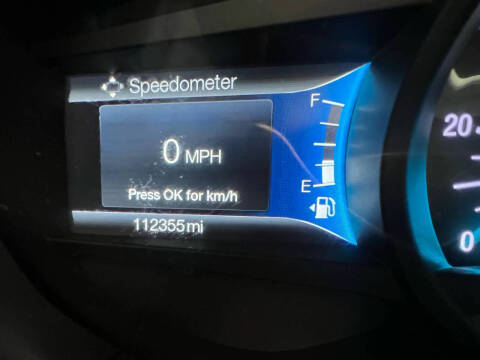 Speedometer
F
0 MPH
E
Press OK for km/h
112355 mi
20
0